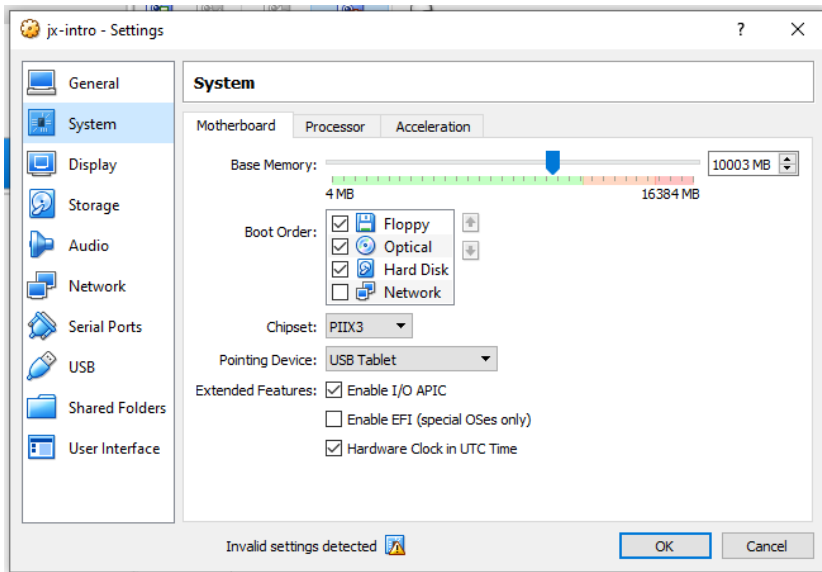 jx-intro - Settings
General
System
Display
Storage
Audio
Network
Serial Ports
USB
Shared Folders
User Interface
System
Motherboard Processor Acceleration
Base Memory: 10003 MB
4 MB 16384 MB
Boot Order:
Floppy
Optical
Hard Disk
Network
Chipset: PIIX3
Pointing Device: USB Tablet
Extended Features: Enable I/O APIC
Enable EFI (special OSes only)
Hardware Clock in UTC Time
Invalid settings detected OK Cancel